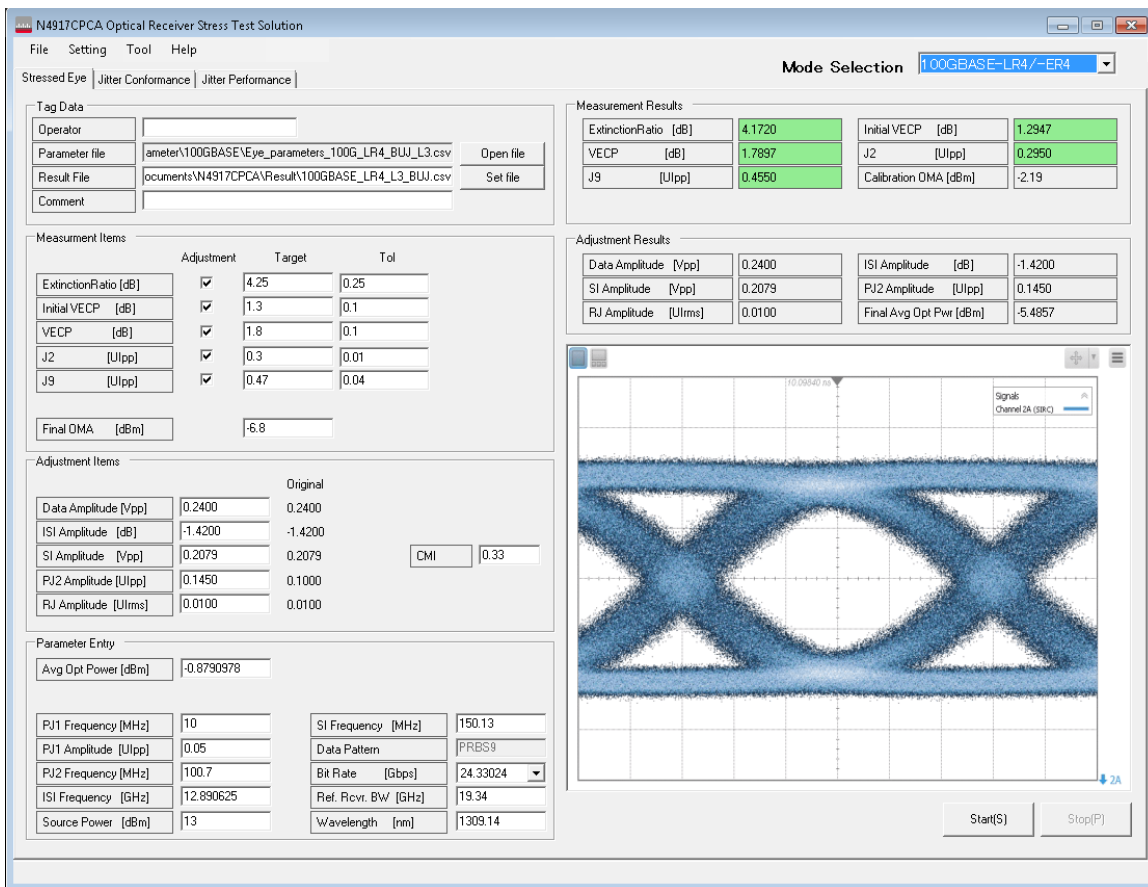 N4917CPCA Optical Receiver Stress Test Solution
File Setting Tool Help
Stressed Eye Jitter Conformance Jitter Performance
Mode Selection 100GBASE-LR4/-ER4
Tag Data
Operator
Parameter file ameter\100GBASE\Eye_parameters_100G_LR4_BUJ_L3.csv Open file
Result File ocuments\N4917CPCA\Result\100GBASE_LR4_L3_BUJ.csv Set file
Comment
Measurment Items
Adjustment Target Tol
ExtinctionRatio [dB] 4.25 0.25
Initial VECP [dB] 1.3 0.1
VECP [dB] 1.8 0.1
J2 [UIpp] 0.3 0.01
J9 [UIpp] 0.47 0.04
Final OMA [dBm] -6.8
Adjustment Items
Original
Data Amplitude [Vpp] 0.2400 0.2400
ISI Amplitude [dB] -1.4200 -1.4200
SI Amplitude [Vpp] 0.2079 0.2079 CMI 0.33
PJ2 Amplitude [UIpp] 0.1450 0.1000
RJ Amplitude [UIrms] 0.0100 0.0100
Parameter Entry
Avg Opt Power [dBm] -0.8790978
PJ1 Frequency [MHz] 10 SI Frequency [MHz] 150.13
PJ1 Amplitude [UIpp] 0.05 Data Pattern PRBS9
PJ2 Frequency [MHz] 100.7 Bit Rate [Gbps] 24.33024
ISI Frequency [GHz] 12.890625 Ref. Rcvr. BW [GHz] 19.34
Source Power [dBm] 13 Wavelength [nm] 1309.14
Measurement Results
ExtinctionRatio [dB] 4.1720 Initial VECP [dB] 1.2947
VECP [dB] 1.7897 J2 [UIpp] 0.2950
J9 [UIpp] 0.4550 Calibration OMA [dBm] -2.19
Adjustment Results
Data Amplitude [Vpp] 0.2400 ISI Amplitude [dB] -1.4200
SI Amplitude [Vpp] 0.2079 PJ2 Amplitude [UIpp] 0.1450
RJ Amplitude [UIrms] 0.0100 Final Avg Opt Pwr [dBm] -5.4857
10.09840 ns
Signals
Channel 2A (SIRC)
2A
Start(S) Stop(P)